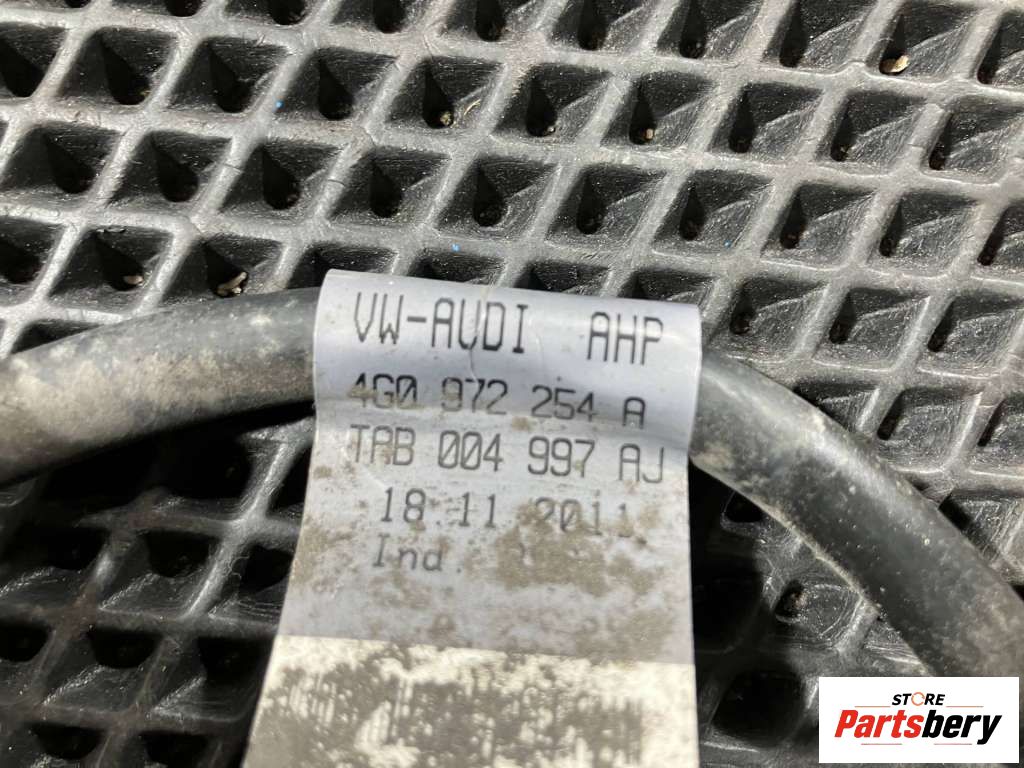 VW-AUDI AHP
4G0 972 254 A
TAB 004 997 AJ
18.11.2011
Ind.
STORE
Partsbery